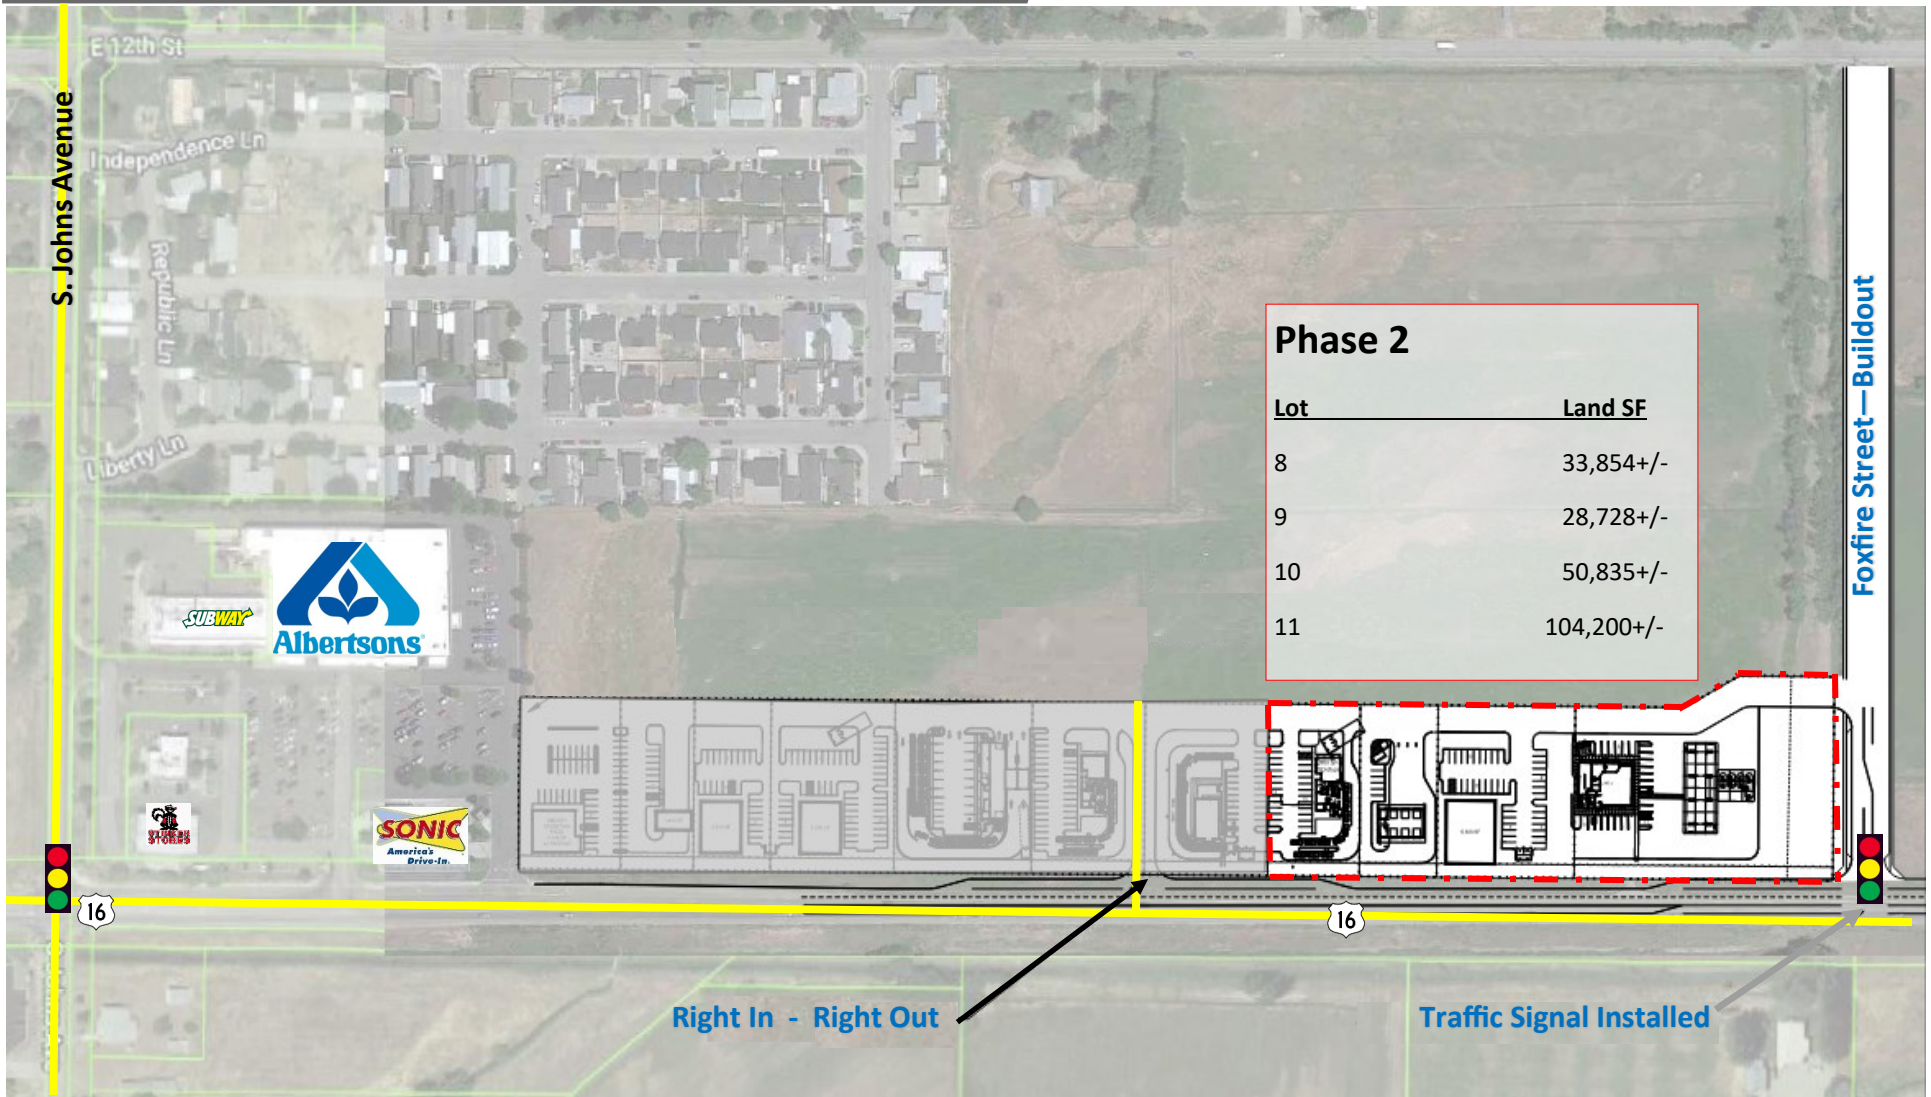 E 12th St
S. Johns Avenue
Independence Ln
Republic Ln
Liberty Ln
Phase 2
Lot Land SF
8 33,854+/-
9 28,728+/-
10 50,835+/-
11 104,200+/-
Foxfire Street—Buildout
SUBWAY
Albertsons
STINKER
STORES
SONIC
America's
Drive-In.
16
16
Right In - Right Out
Traffic Signal Installed